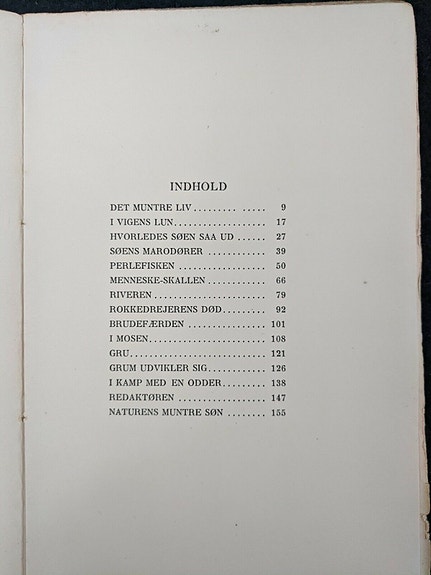 INDHOLD
DET MUNTRE LIV ......... ..... 9
I VIGENS LUN.................. 17
HVORLEDES SØEN SAA UD ...... 27
SØENS MARODØRER ............ 39
PERLEFISKEN .................. 50
MENNESKE-SKALLEN ............ 66
RIVEREN ...................... 79
ROKKEDREJERENS DØD......... 92
BRUDEFÆRDEN ................ 101
I MOSEN....................... 108
GRU........................... 121
GRUM UDVIKLER SIG............ 126
I KAMP MED EN ODDER......... 138
REDAKTØREN .................. 147
NATURENS MUNTRE SØN ........ 155